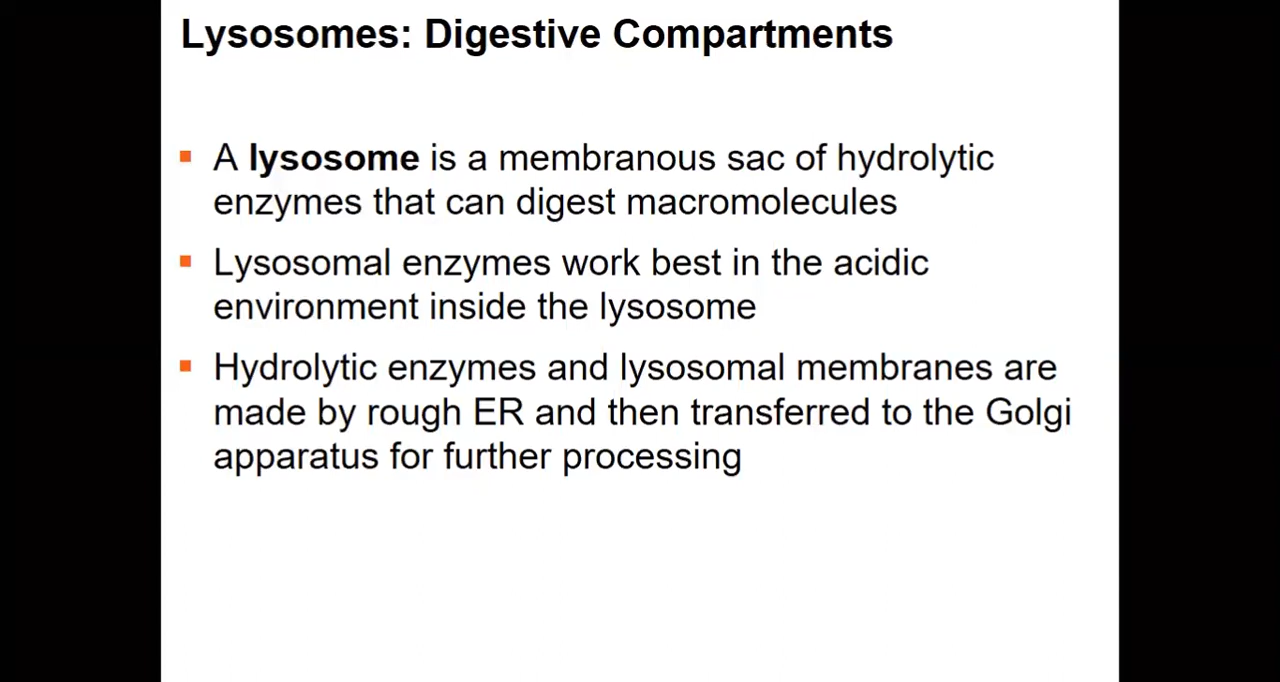 Lysosomes: Digestive Compartments
A lysosome is a membranous sac of hydrolytic
enzymes that can digest macromolecules
Lysosomal enzymes work best in the acidic
environment inside the lysosome
Hydrolytic enzymes and lysosomal membranes are
made by rough ER and then transferred to the Golgi
apparatus for further processing